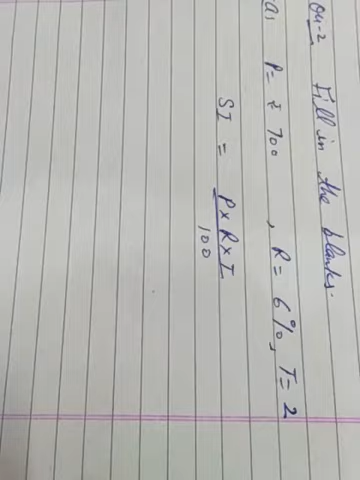 Qu-2 Fill in the blanks.
a) P = ₹ 700 , R = 6%, T = 2
SI = P × R × T
100